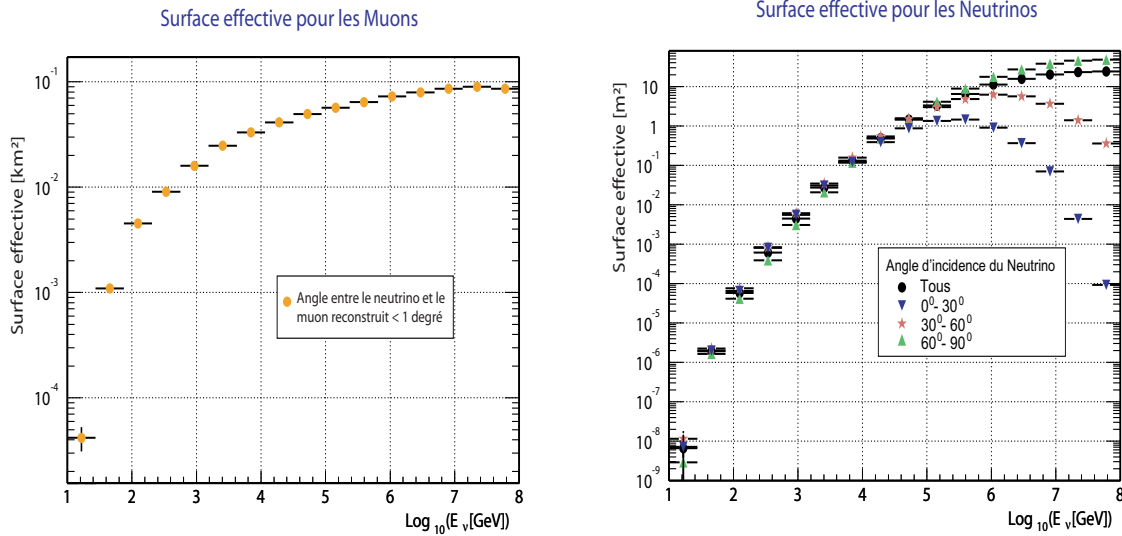 Surface effective pour les Muons
Surface effective [km²]
10⁻¹
10⁻²
10⁻³
10⁻⁴
Angle entre le neutrino et le
muon reconstruit < 1 degré
1 2 3 4 5 6 7 8
Log ₁₀(E ᵥ[GeV])
Surface effective pour les Neutrinos
Surface effective [m²]
10
1
10⁻¹
10⁻²
10⁻³
10⁻⁴
10⁻⁵
10⁻⁶
10⁻⁷
10⁻⁸
10⁻⁹
Angle d'incidence du Neutrino
Tous
0⁰- 30⁰
30⁰- 60⁰
60⁰- 90⁰
1 2 3 4 5 6 7 8
Log ₁₀(E ᵥ[GeV])